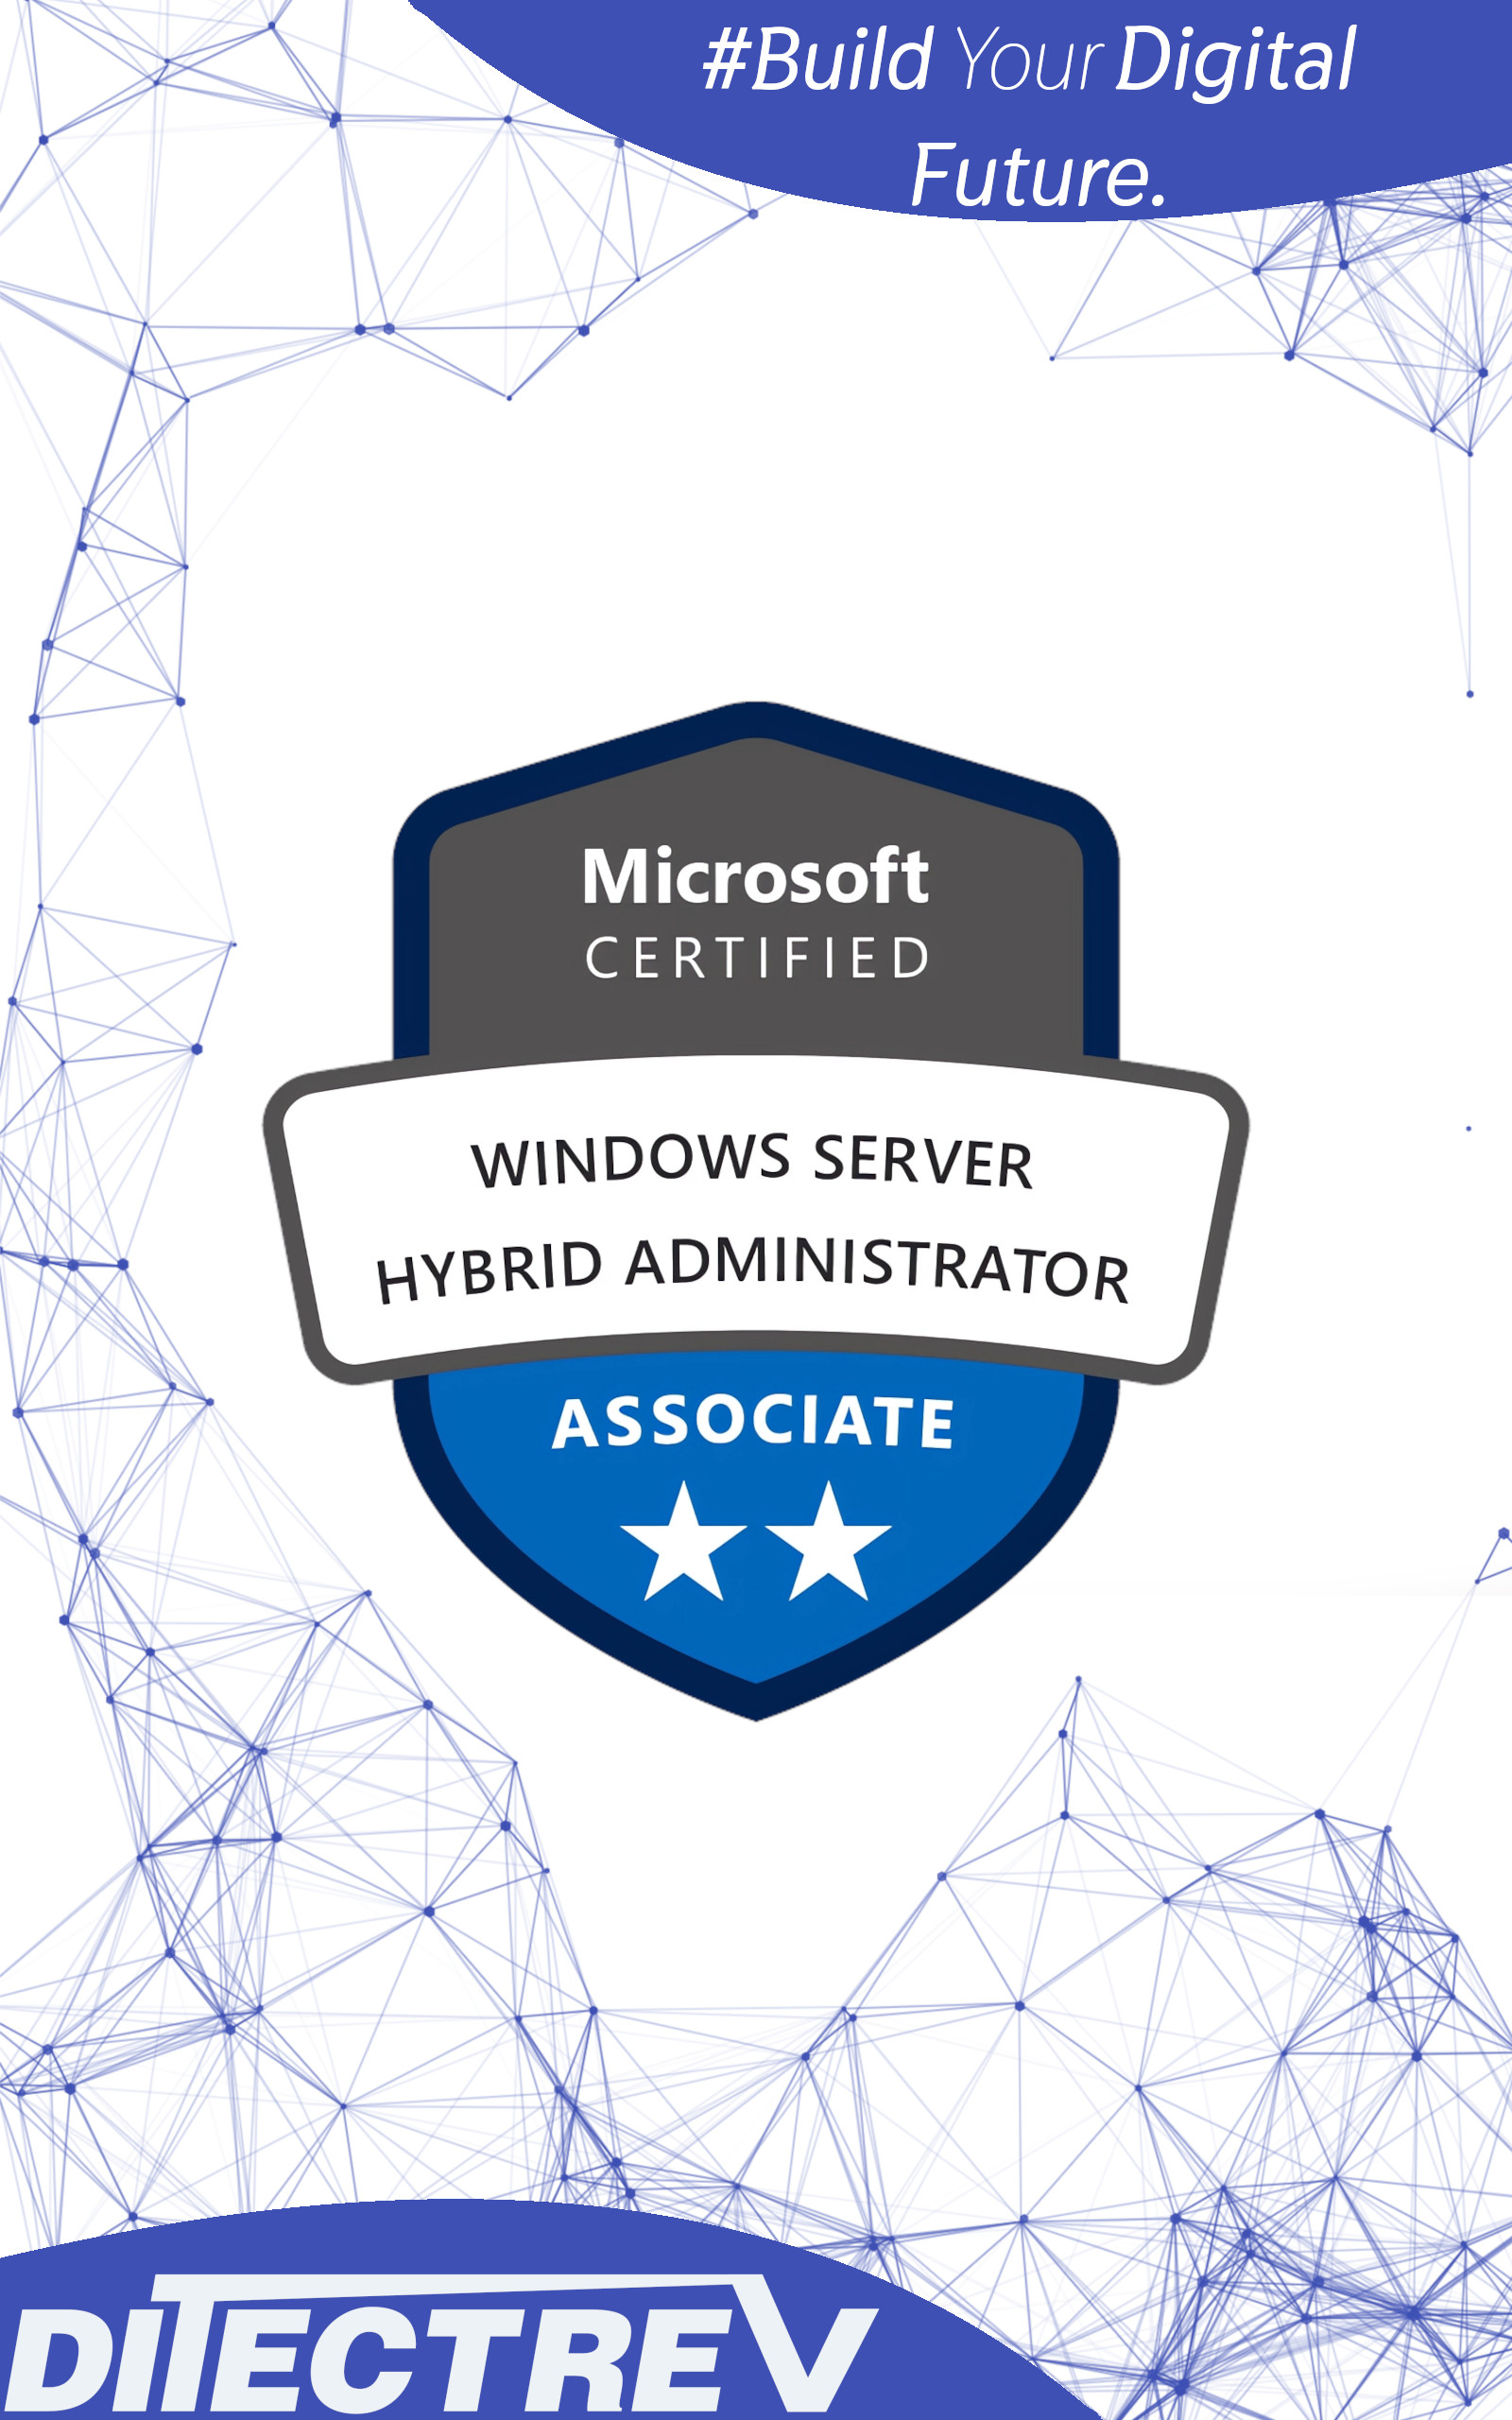 #Build Your Digital
Future.
Microsoft
CERTIFIED
WINDOWS SERVER
HYBRID ADMINISTRATOR
ASSOCIATE
DITECTREV